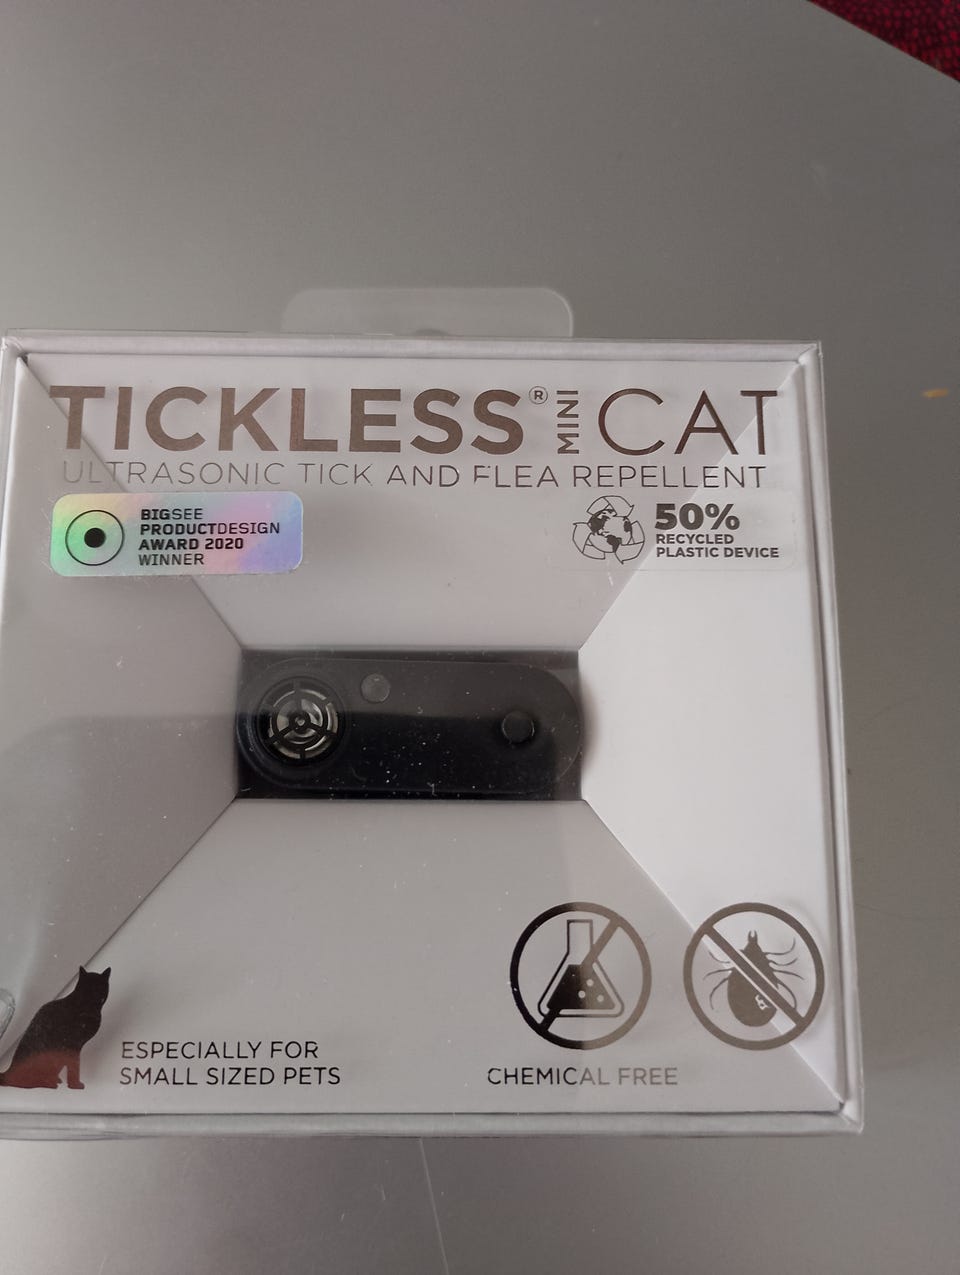 TICKLESS® MINI CAT
ULTRASONIC TICK AND FLEA REPELLENT
BIGSEE
PRODUCTDESIGN
AWARD 2020
WINNER
50%
RECYCLED
PLASTIC DEVICE
ESPECIALLY FOR
SMALL SIZED PETS
CHEMICAL FREE